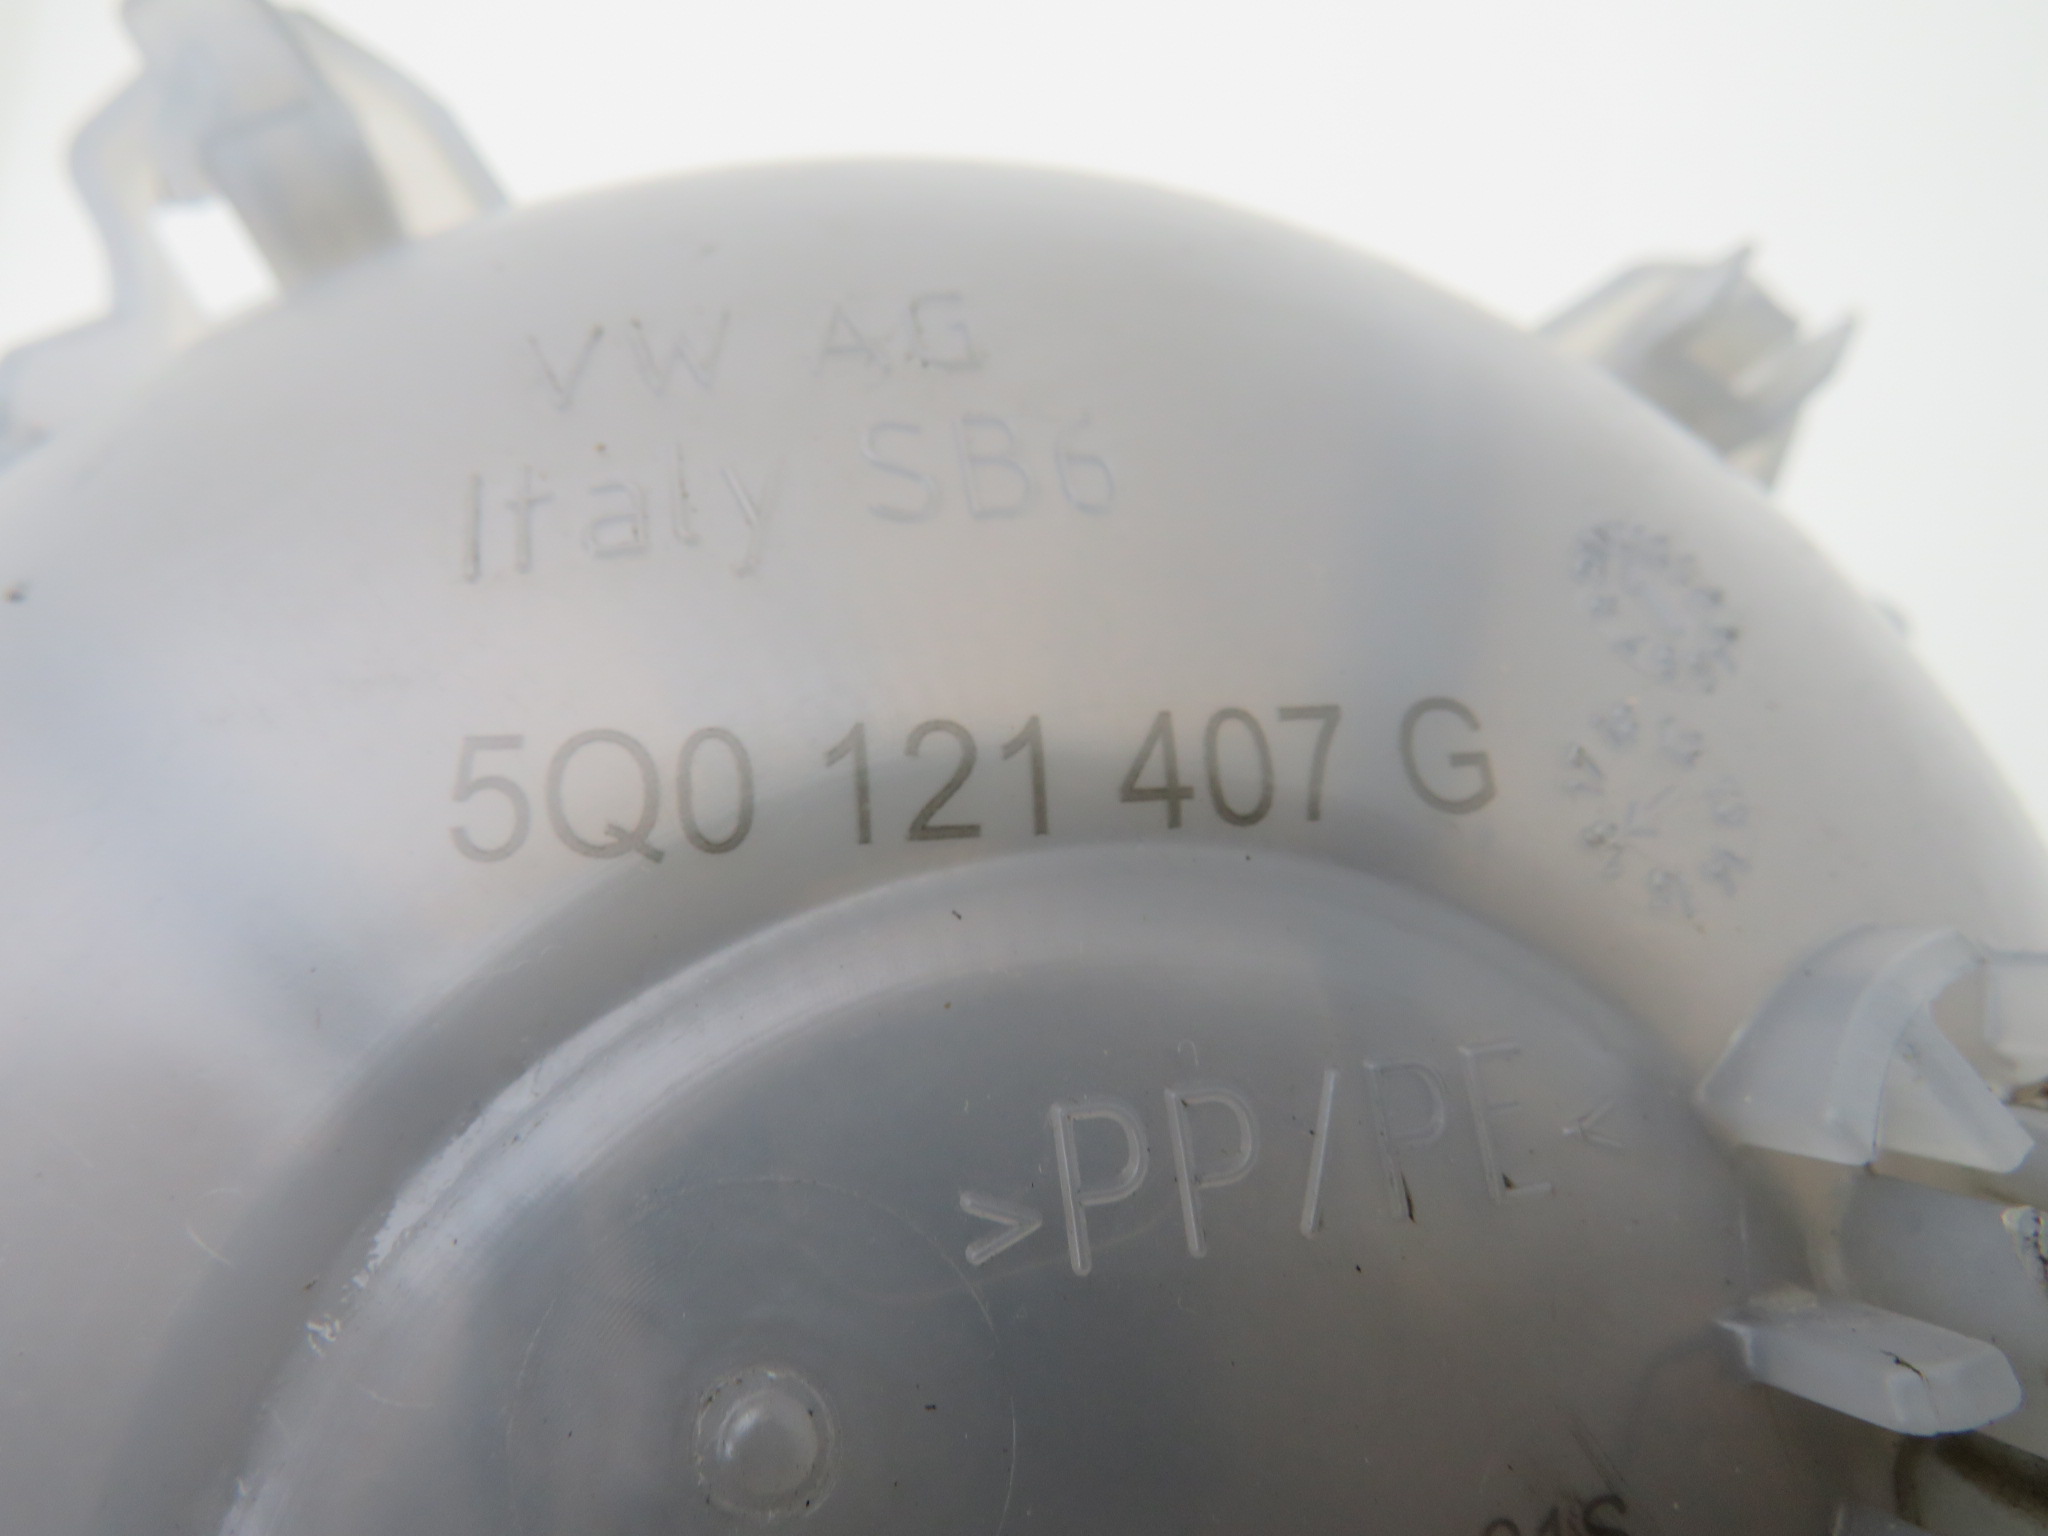 VW AG
Italy SB6
5Q0 121 407 G
>PP/PE<